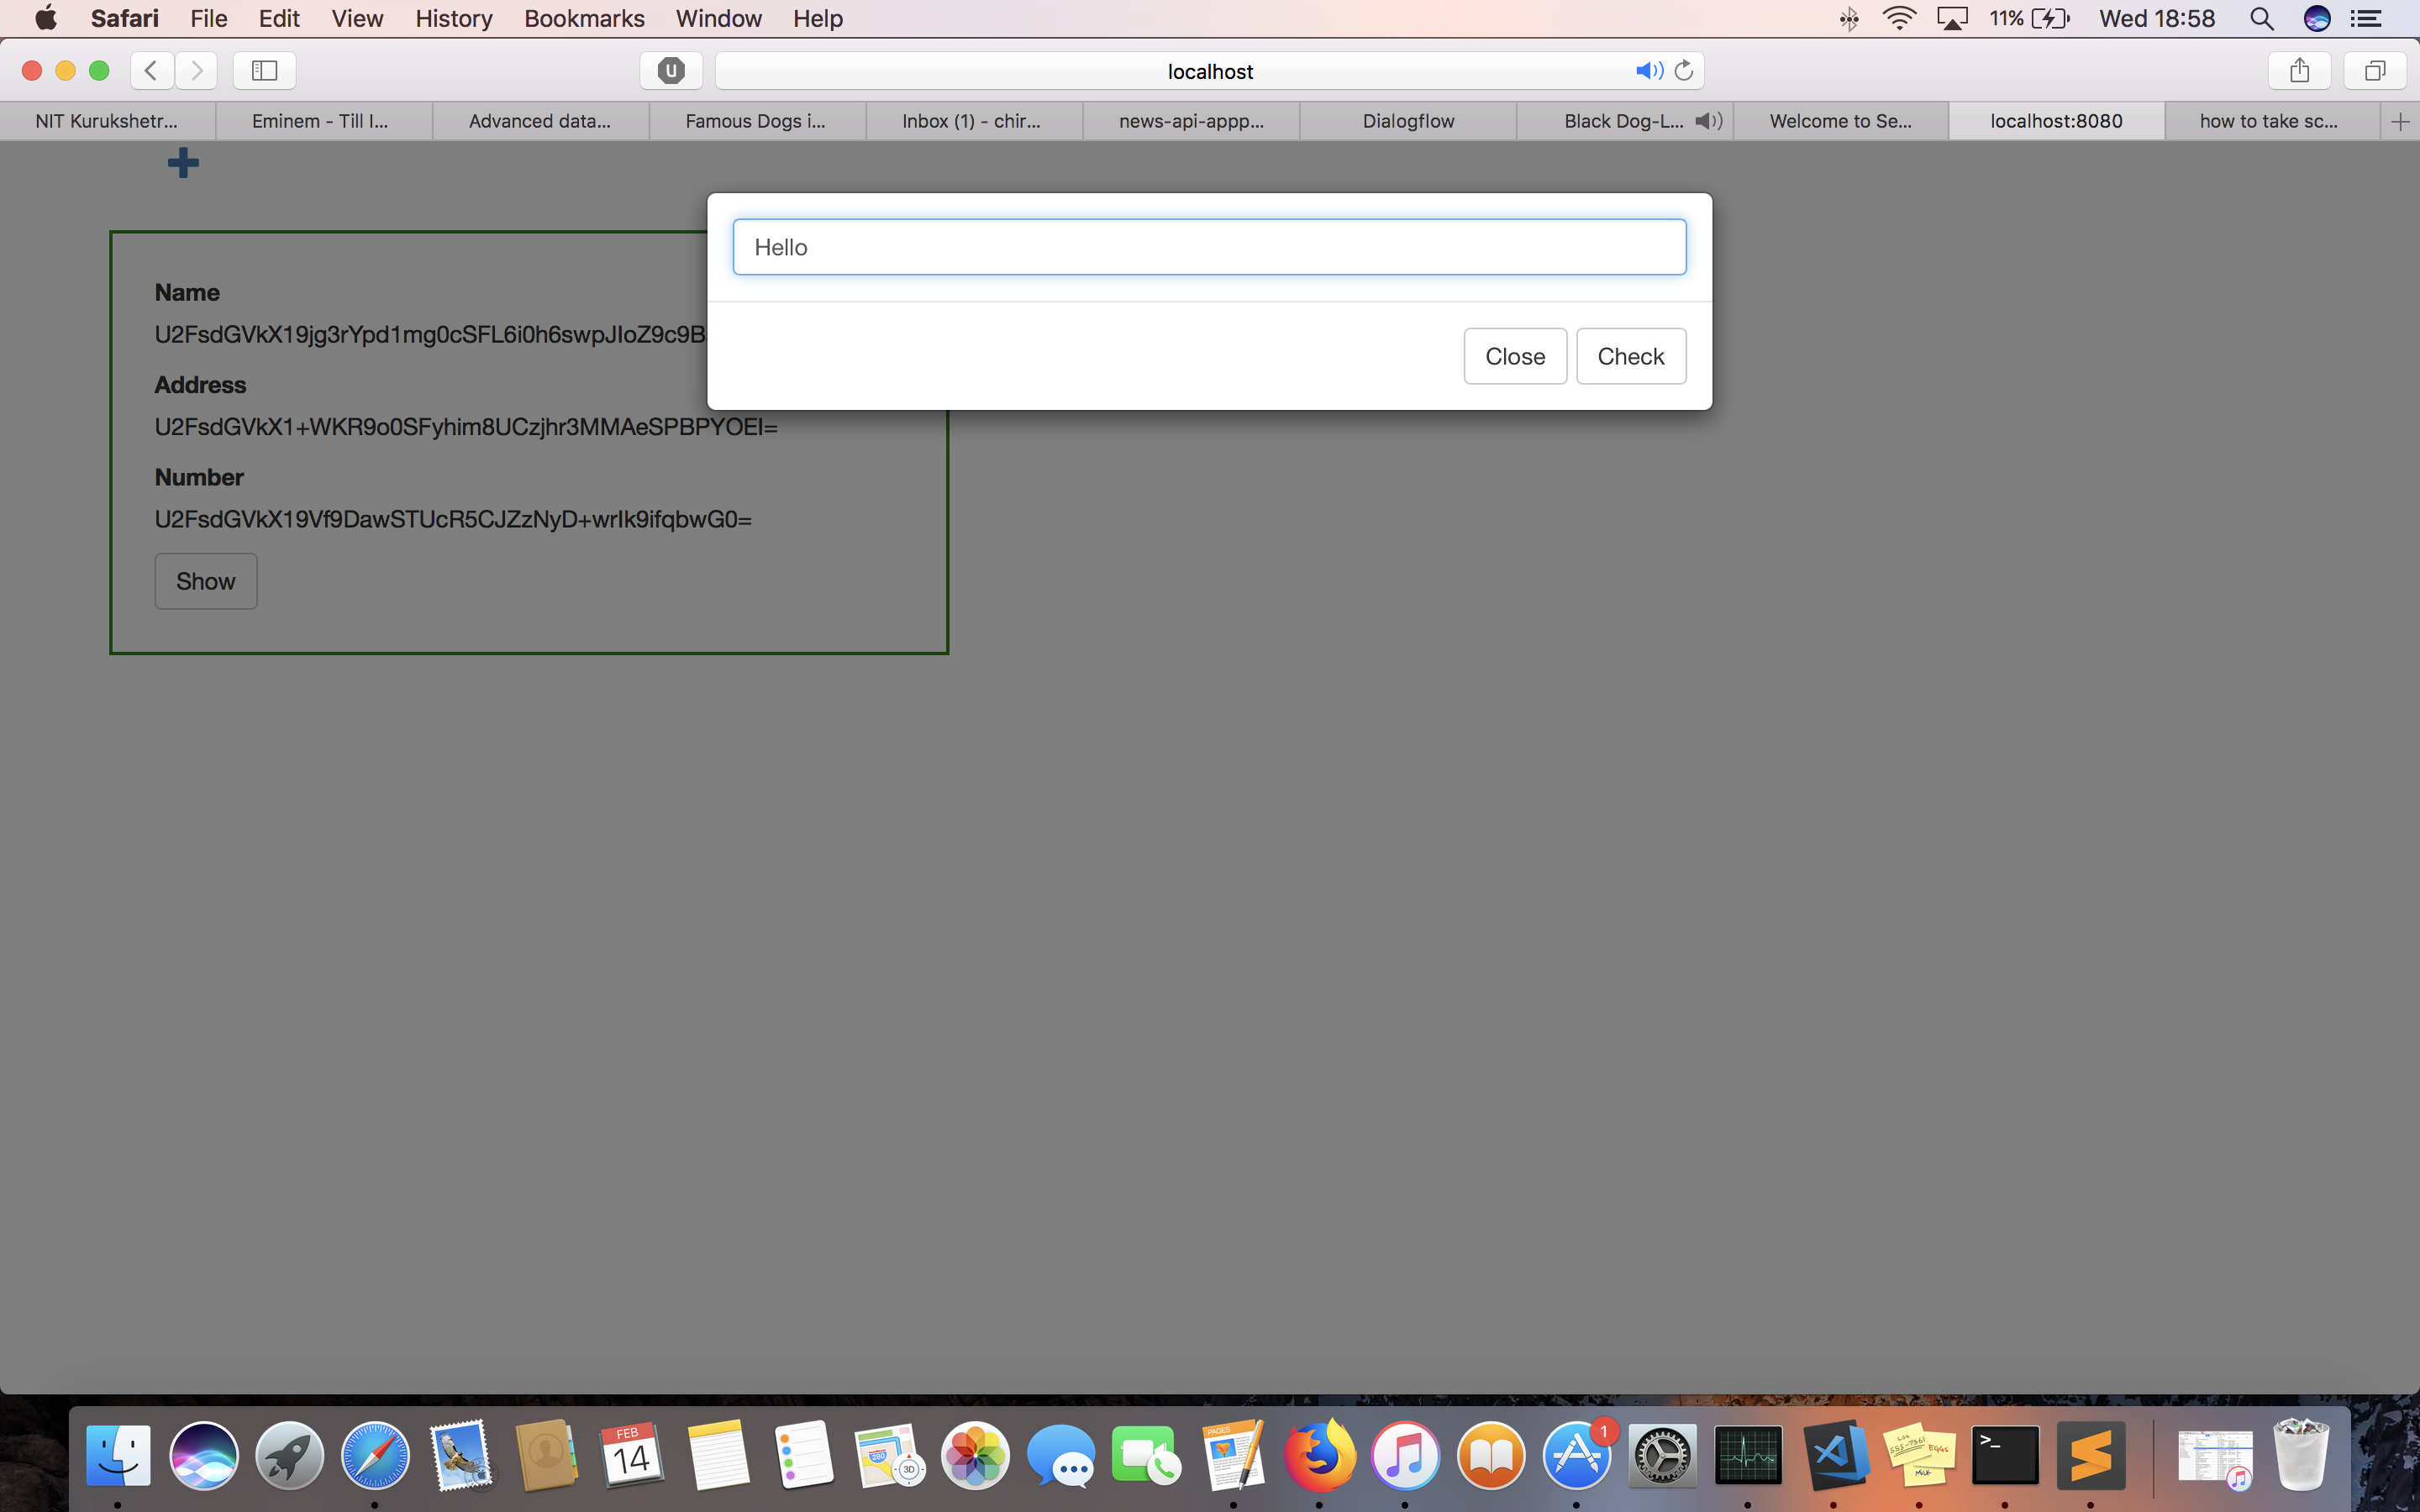 Safari File Edit View History Bookmarks Window Help 11% Wed 18:58
localhost
NIT Kurukshetr... Eminem - Till I... Advanced data... Famous Dogs i... Inbox (1) - chir... news-api-appp... Dialogflow Black Dog-L... Welcome to Se... localhost:8080 how to take sc...
Hello
Close Check
Name
U2FsdGVkX19jg3rYpd1mg0cSFL6i0h6swpJIoZ9c9B
Address
U2FsdGVkX1+WKR9o0SFyhim8UCzjhr3MMAeSPBPYOEI=
Number
U2FsdGVkX19Vf9DawSTUcR5CJZzNyD+wrIk9ifqbwG0=
Show
FEB
14
3D
PAGES
1